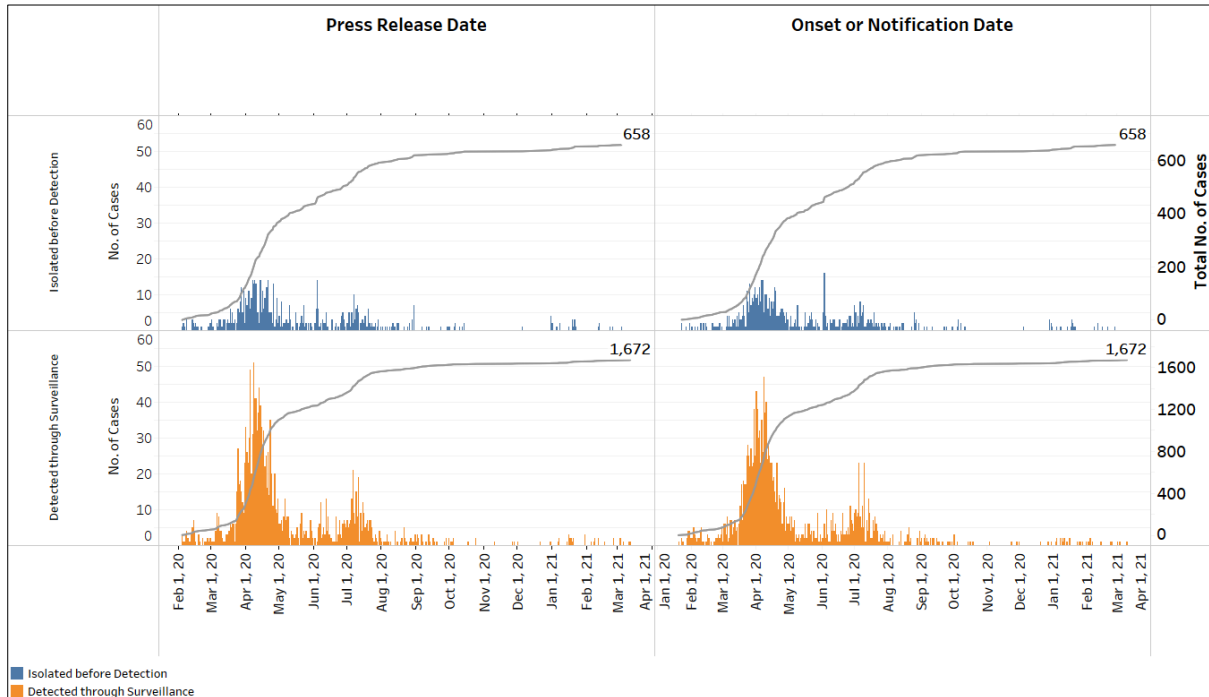 Press Release Date
Onset or Notification Date
Isolated before Detection
No. of Cases
60
50
40
30
20
10
0
658
658
600
400
200
0
Total No. of Cases
Detected through Surveillance
No. of Cases
60
50
40
30
20
10
0
1,672
1,672
1600
1200
800
400
0
Feb 1, 20
Mar 1, 20
Apr 1, 20
May 1, 20
Jun 1, 20
Jul 1, 20
Aug 1, 20
Sep 1, 20
Oct 1, 20
Nov 1, 20
Dec 1, 20
Jan 1, 21
Feb 1, 21
Mar 1, 21
Apr 1, 21
Jan 1, 20
Feb 1, 20
Mar 1, 20
Apr 1, 20
May 1, 20
Jun 1, 20
Jul 1, 20
Aug 1, 20
Sep 1, 20
Oct 1, 20
Nov 1, 20
Dec 1, 20
Jan 1, 21
Feb 1, 21
Mar 1, 21
Apr 1, 21
Isolated before Detection
Detected through Surveillance